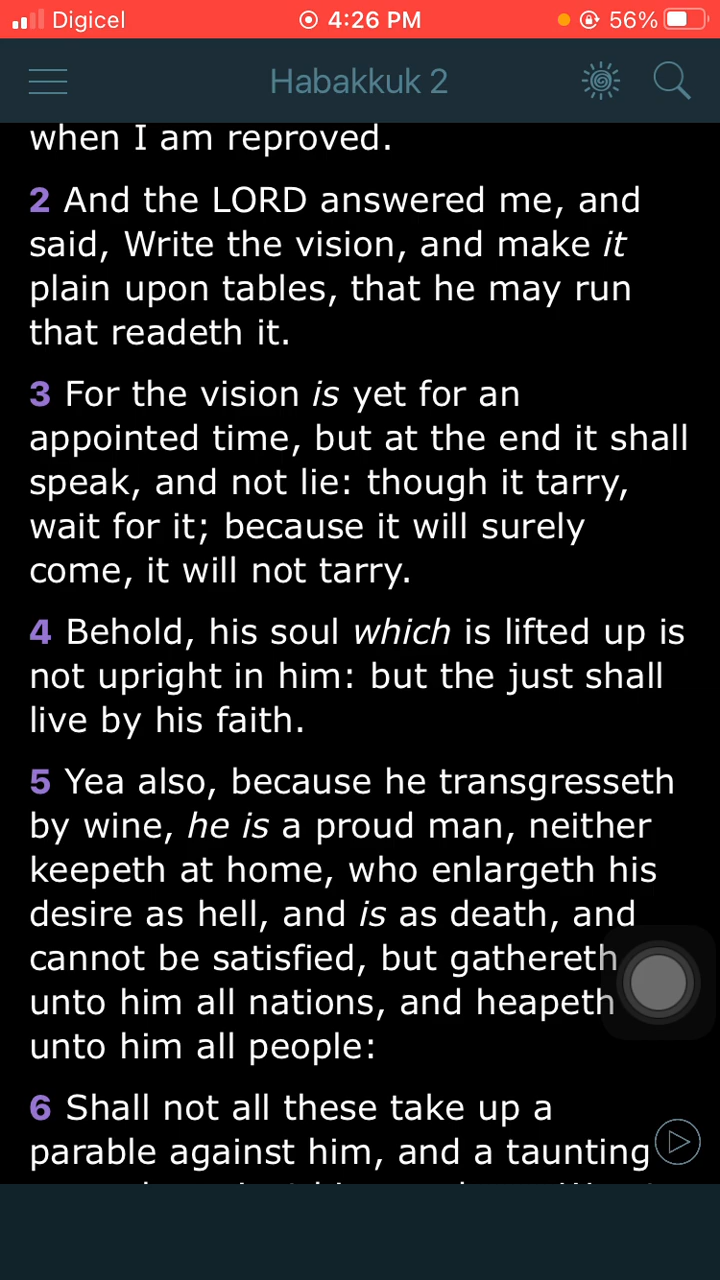 Digicel
4:26 PM
56%
Habakkuk 2
when I am reproved.
2 And the LORD answered me, and
said, Write the vision, and make it
plain upon tables, that he may run
that readeth it.
3 For the vision is yet for an
appointed time, but at the end it shall
speak, and not lie: though it tarry,
wait for it; because it will surely
come, it will not tarry.
4 Behold, his soul which is lifted up is
not upright in him: but the just shall
live by his faith.
5 Yea also, because he transgresseth
by wine, he is a proud man, neither
keepeth at home, who enlargeth his
desire as hell, and is as death, and
cannot be satisfied, but gathereth
unto him all nations, and heapeth
unto him all people:
6 Shall not all these take up a
parable against him, and a taunting